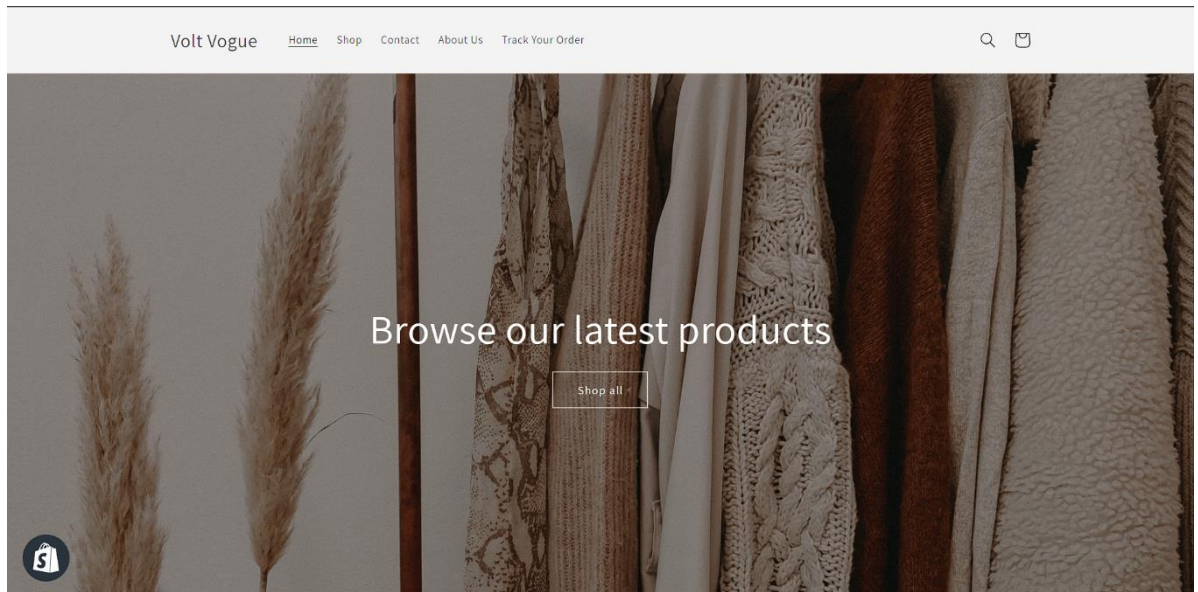 Volt Vogue
Home Shop Contact About Us Track Your Order
Browse our latest products
Shop all
S